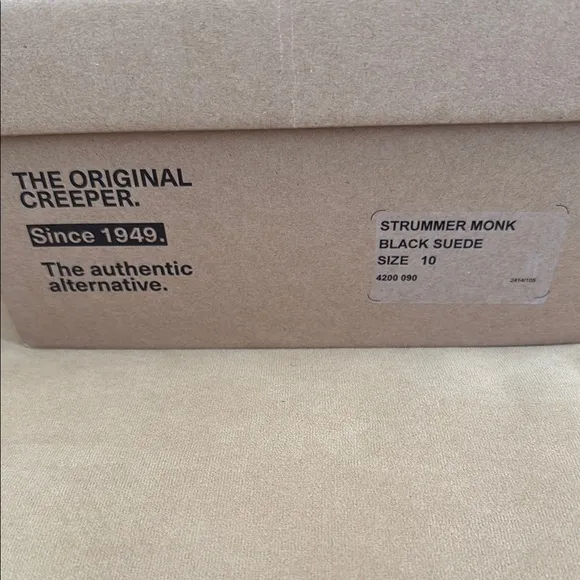 THE ORIGINAL
CREEPER.
Since 1949.
The authentic
alternative.
STRUMMER MONK
BLACK SUEDE
SIZE 10
4200 090